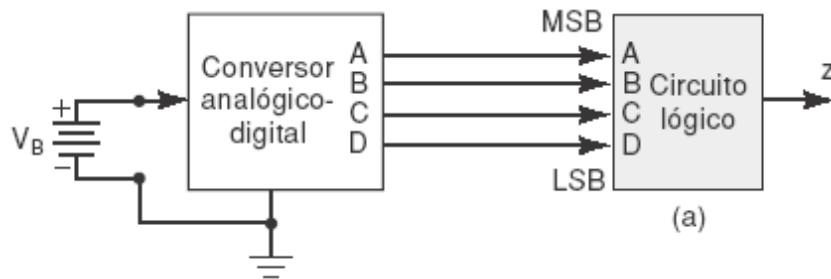 MSB
Conversor
analógico-
digital
A
B
C
D
A
B
C
D
Circuito
lógico
z
+
V_B
−
LSB
(a)